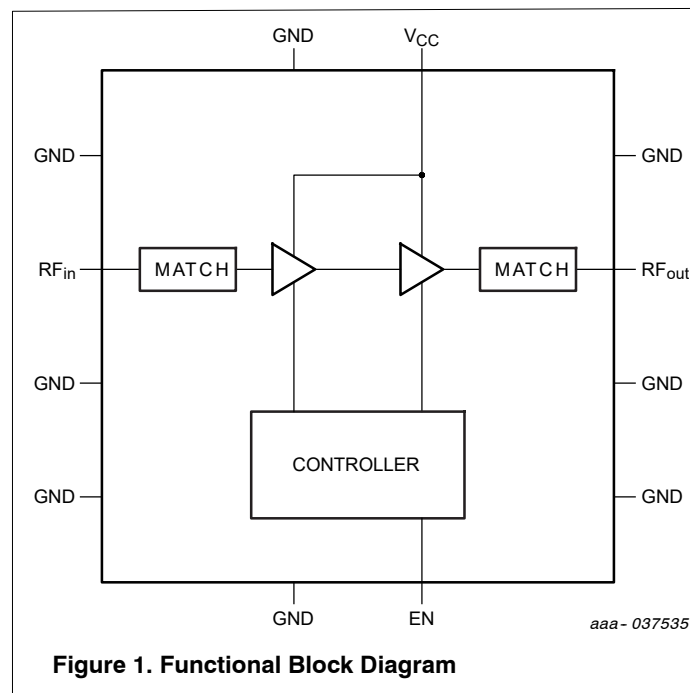 GND VCC
GND GND
RFin MATCH MATCH RFout
GND GND
CONTROLLER
GND GND
GND EN
aaa-037535
Figure 1. Functional Block Diagram